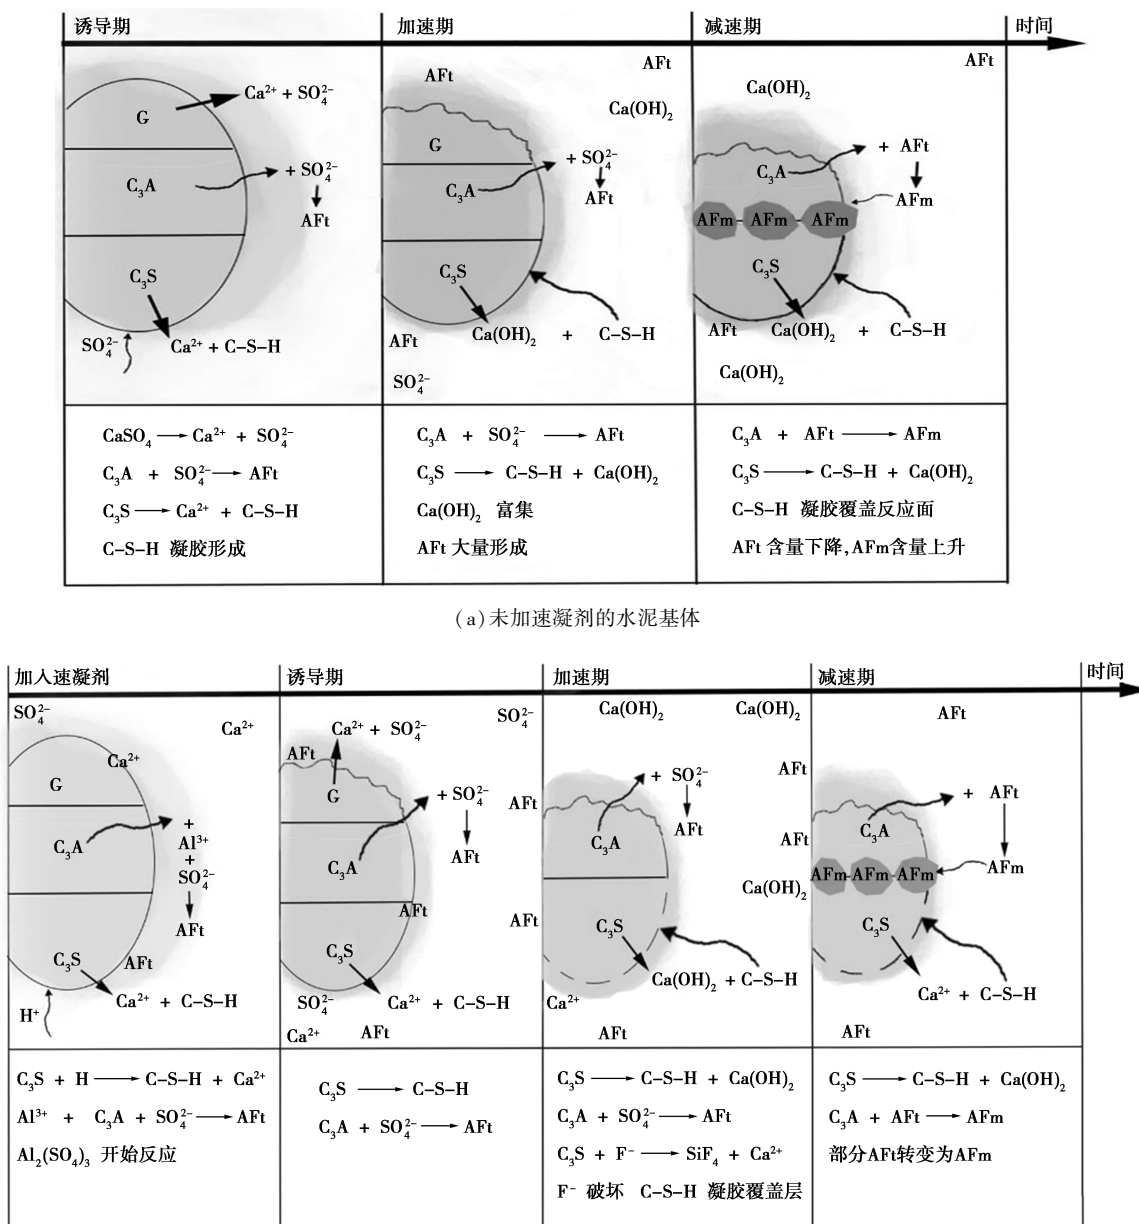 诱导期 加速期 减速期 时间
G
Ca²⁺ + SO₄²⁻
C₃A
+ SO₄²⁻
AFt
C₃S
SO₄²⁻
Ca²⁺ + C-S-H
AFt
AFt
Ca(OH)₂
G
+ SO₄²⁻
C₃A
AFt
C₃S
AFt
Ca(OH)₂ + C-S-H
SO₄²⁻
AFt
Ca(OH)₂
+ AFt
C₃A
AFm
AFm AFm AFm
C₃S
AFt Ca(OH)₂ + C-S-H
Ca(OH)₂
CaSO₄ → Ca²⁺ + SO₄²⁻
C₃A + SO₄²⁻ → AFt
C₃S → Ca²⁺ + C-S-H
C-S-H 凝胶形成
C₃A + SO₄²⁻ → AFt
C₃S → C-S-H + Ca(OH)₂
Ca(OH)₂ 富集
AFt 大量形成
C₃A + AFt → AFm
C₃S → C-S-H + Ca(OH)₂
C-S-H 凝胶覆盖反应面
AFt 含量下降,AFm含量上升
(a)未加速凝剂的水泥基体
加入速凝剂 诱导期 加速期 减速期 时间
SO₄²⁻
Ca²⁺
Ca²⁺
G
+
Al³⁺
C₃A
+
SO₄²⁻
AFt
C₃S
AFt
Ca²⁺ + C-S-H
H⁺
SO₄²⁻
Ca²⁺ + SO₄²⁻
AFt
G
+ SO₄²⁻
AFt
AFt
C₃A
AFt
AFt
C₃S
SO₄²⁻
Ca²⁺ + C-S-H
Ca²⁺
AFt
Ca(OH)₂ Ca(OH)₂
+ SO₄²⁻
AFt
AFt
AFt
C₃A
Ca(OH)₂
C₃S
Ca(OH)₂ + C-S-H
Ca²⁺
AFt
AFt
+ AFt
C₃A
AFm
AFm AFm AFm
C₃S
Ca²⁺ + C-S-H
AFt
C₃S + H → C-S-H + Ca²⁺
Al³⁺ + C₃A + SO₄²⁻ → AFt
Al₂(SO₄)₃ 开始反应
C₃S → C-S-H
C₃A + SO₄²⁻ → AFt
C₃S → C-S-H + Ca(OH)₂
C₃A + SO₄²⁻ → AFt
C₃S + F⁻ → SiF₄ + Ca²⁺
F⁻ 破坏 C-S-H 凝胶覆盖层
C₃S → C-S-H + Ca(OH)₂
C₃A + AFt → AFm
部分AFt转变为AFm